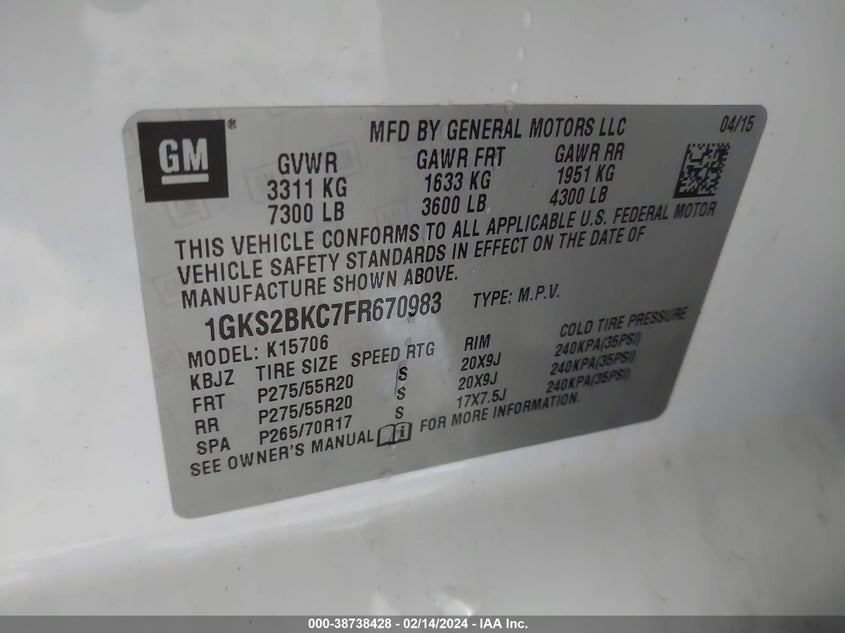 GM ®
MFD BY GENERAL MOTORS LLC 04/15
GVWR GAWR FRT GAWR RR
3311 KG 1633 KG 1951 KG
7300 LB 3600 LB 4300 LB
THIS VEHICLE CONFORMS TO ALL APPLICABLE U.S. FEDERAL MOTOR
VEHICLE SAFETY STANDARDS IN EFFECT ON THE DATE OF
MANUFACTURE SHOWN ABOVE.
1GKS2BKC7FR670983 TYPE: M.P.V.
MODEL: K15706
KBJZ TIRE SIZE SPEED RTG RIM COLD TIRE PRESSURE
FRT P275/55R20 S 20X9J 240KPA(35PSI)
RR P275/55R20 S 20X9J 240KPA(35PSI)
SPA P265/70R17 S 17X7.5J 240KPA(35PSI)
SEE OWNER'S MANUAL FOR MORE INFORMATION.
000-38738428 - 02/14/2024 - IAA Inc.